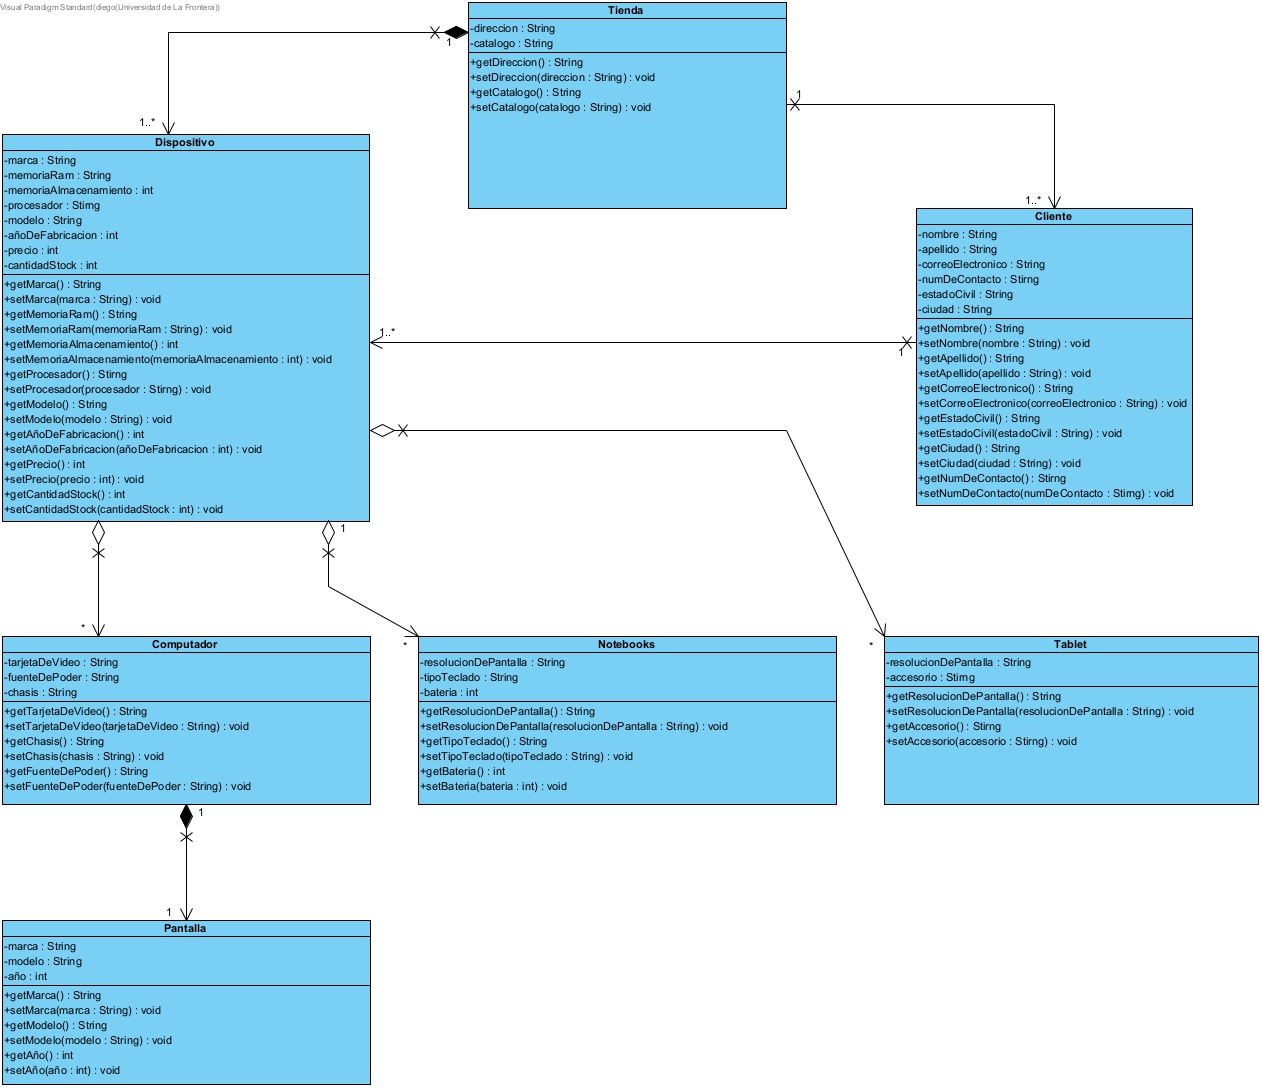 Visual Paradigm Standard(diego(Universidad de La Frontera))
Tienda
-direccion : String
-catalogo : String
+getDireccion() : String
+setDireccion(direccion : String) : void
+getCatalogo() : String
+setCatalogo(catalogo : String) : void
1
1
1..*
1..*
Dispositivo
-marca : String
-memoriaRam : String
-memoriaAlmacenamiento : int
-procesador : Stirng
-modelo : String
-añoDeFabricacion : int
-precio : int
-cantidadStock : int
+getMarca() : String
+setMarca(marca : String) : void
+getMemoriaRam() : String
+setMemoriaRam(memoriaRam : String) : void
+getMemoriaAlmacenamiento() : int
+setMemoriaAlmacenamiento(memoriaAlmacenamiento : int) : void
+getProcesador() : Stirng
+setProcesador(procesador : Stirng) : void
+getModelo() : String
+setModelo(modelo : String) : void
+getAñoDeFabricacion() : int
+setAñoDeFabricacion(añoDeFabricacion : int) : void
+getPrecio() : int
+setPrecio(precio : int) : void
+getCantidadStock() : int
+setCantidadStock(cantidadStock : int) : void
Cliente
-nombre : String
-apellido : String
-correoElectronico : String
-numDeContacto : Stirng
-estadoCivil : String
-ciudad : String
+getNombre() : String
+setNombre(nombre : String) : void
+getApellido() : String
+setApellido(apellido : String) : void
+getCorreoElectronico() : String
+setCorreoElectronico(correoElectronico : String) : void
+getEstadoCivil() : String
+setEstadoCivil(estadoCivil : String) : void
+getCiudad() : String
+setCiudad(ciudad : String) : void
+getNumDeContacto() : Stirng
+setNumDeContacto(numDeContacto : Stirng) : void
1..*
1
1
*
*
*
Computador
-tarjetaDeVideo : String
-fuenteDePoder : String
-chasis : String
+getTarjetaDeVideo() : String
+setTarjetaDeVideo(tarjetaDeVideo : String) : void
+getChasis() : String
+setChasis(chasis : String) : void
+getFuenteDePoder() : String
+setFuenteDePoder(fuenteDePoder : String) : void
Notebooks
-resolucionDePantalla : String
-tipoTeclado : String
-bateria : int
+getResolucionDePantalla() : String
+setResolucionDePantalla(resolucionDePantalla : String) : void
+getTipoTeclado() : String
+setTipoTeclado(tipoTeclado : String) : void
+getBateria() : int
+setBateria(bateria : int) : void
Tablet
-resolucionDePantalla : String
-accesorio : Stirng
+getResolucionDePantalla() : String
+setResolucionDePantalla(resolucionDePantalla : String) : void
+getAccesorio() : Stirng
+setAccesorio(accesorio : Stirng) : void
1
1
Pantalla
-marca : String
-modelo : String
-año : int
+getMarca() : String
+setMarca(marca : String) : void
+getModelo() : String
+setModelo(modelo : String) : void
+getAño() : int
+setAño(año : int) : void